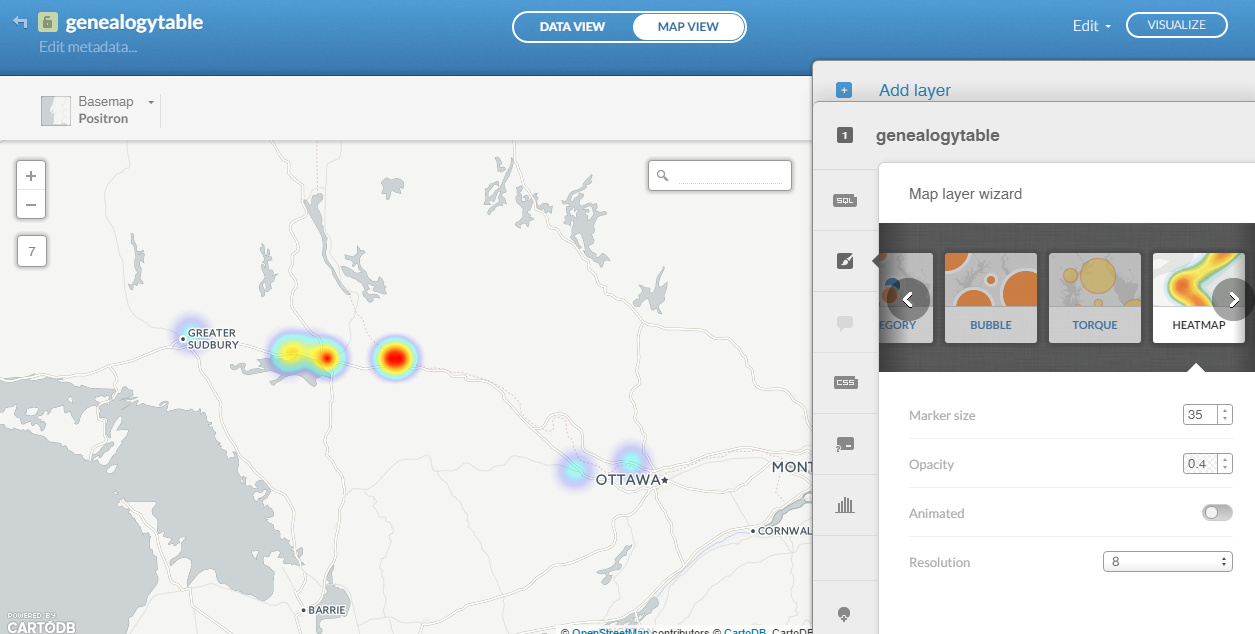 genealogytable
Edit metadata...
DATA VIEW
MAP VIEW
Edit
VISUALIZE
Basemap
Positron
+
−
7
Add layer
1
genealogytable
SQL
CSS
?
Map layer wizard
EGORY
BUBBLE
TORQUE
HEATMAP
Marker size
35
Opacity
0.4
Animated
Resolution
8
GREATER
SUDBURY
OTTAWA
MONT
CORNWAL
BARRIE
POWERED BY
CARTODB
© OpenStreetMap contributors © CartoDB, CartoDB